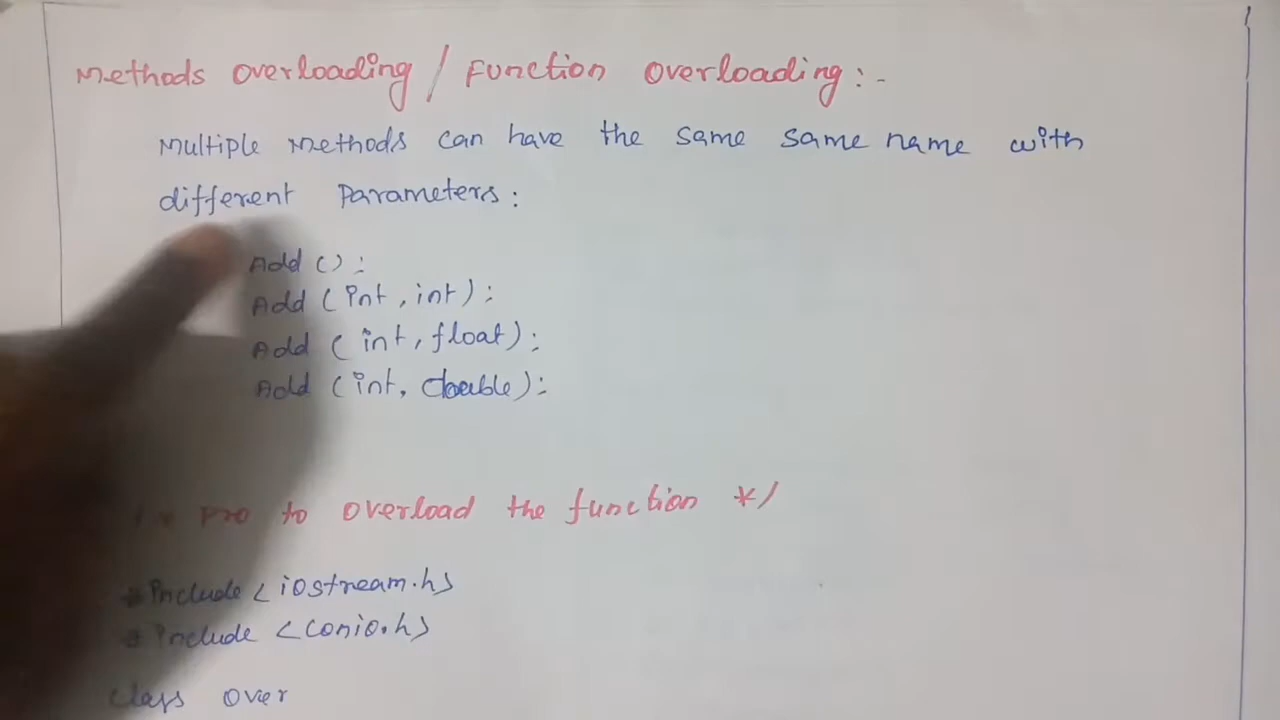 Methods overloading / Function overloading:-
Multiple Methods can have the same same name with
different Parameters:
Add ();
Add (int, int);
Add (int, float);
Add (int, double);
/* Pro to overload the function */
#include <iostream.h>
#include <conio.h>
class over